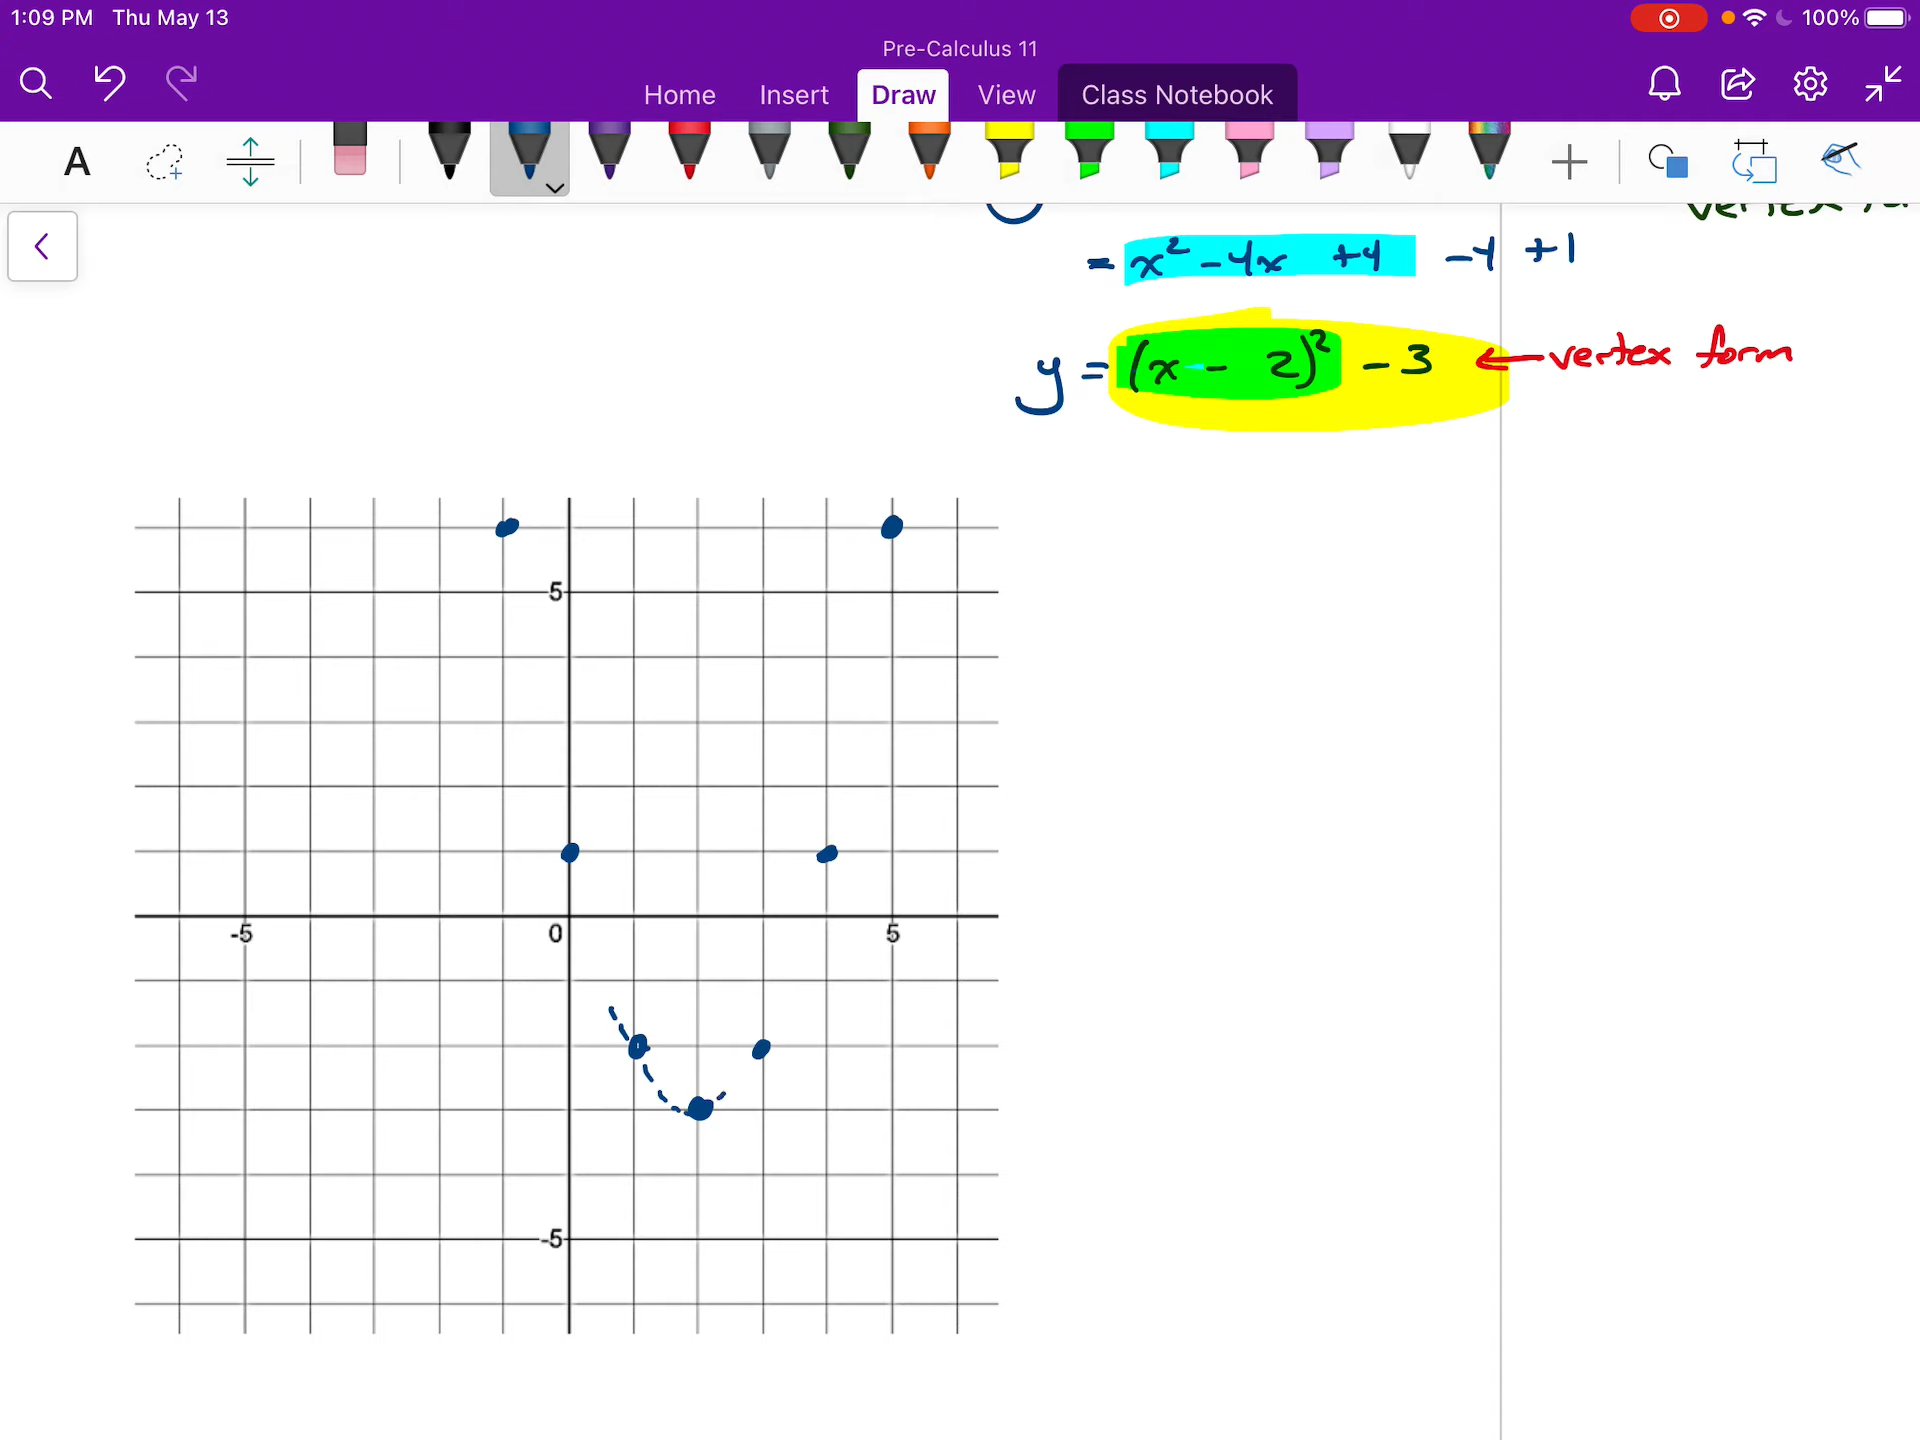 1:09 PM Thu May 13
100%
Pre-Calculus 11
Home Insert Draw View Class Notebook
A
vertex
= x² - 4x + 4 - 4 + 1
y = (x - 2)² - 3 ← vertex form
5
-5 0 5
-5